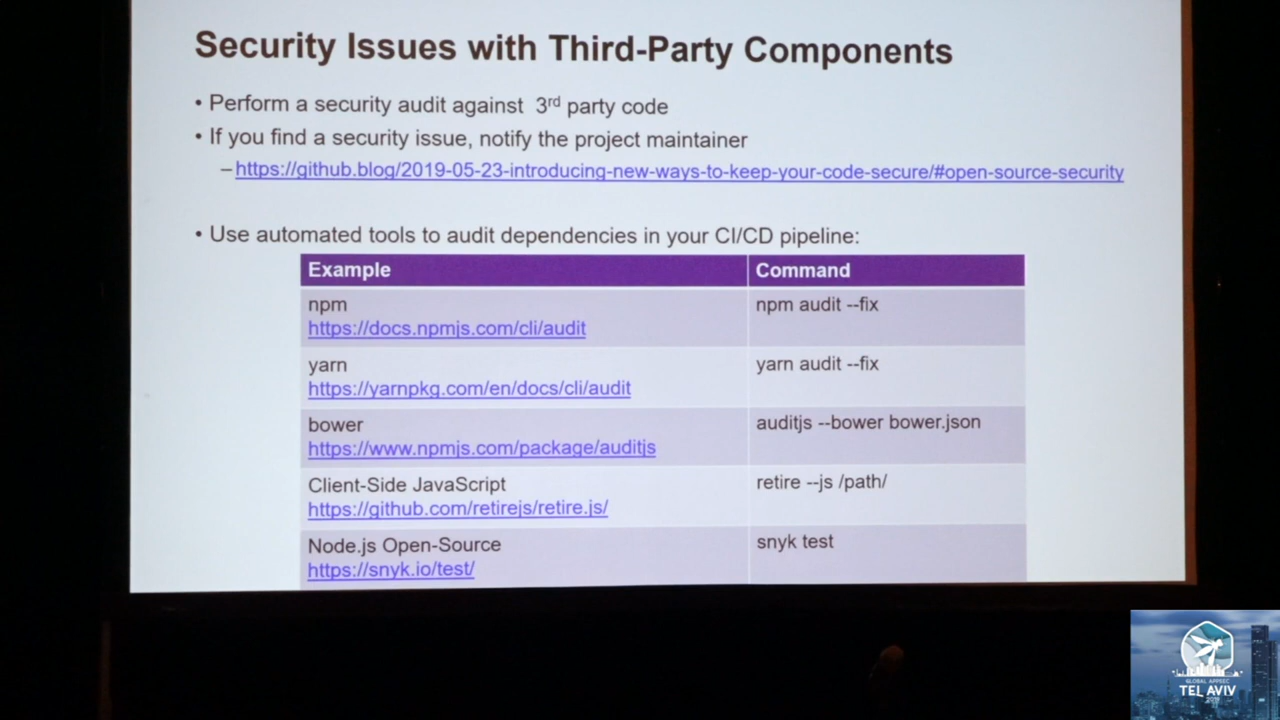 Security Issues with Third-Party Components
• Perform a security audit against 3rd party code
• If you find a security issue, notify the project maintainer
– https://github.blog/2019-05-23-introducing-new-ways-to-keep-your-code-secure/#open-source-security
• Use automated tools to audit dependencies in your CI/CD pipeline:
Example Command
npm npm audit --fix
https://docs.npmjs.com/cli/audit
yarn yarn audit --fix
https://yarnpkg.com/en/docs/cli/audit
bower auditjs --bower bower.json
https://www.npmjs.com/package/auditjs
Client-Side JavaScript retire --js /path/
https://github.com/retirejs/retire.js/
Node.js Open-Source snyk test
https://snyk.io/test/
GLOBAL APPSEC
TEL AVIV
2019